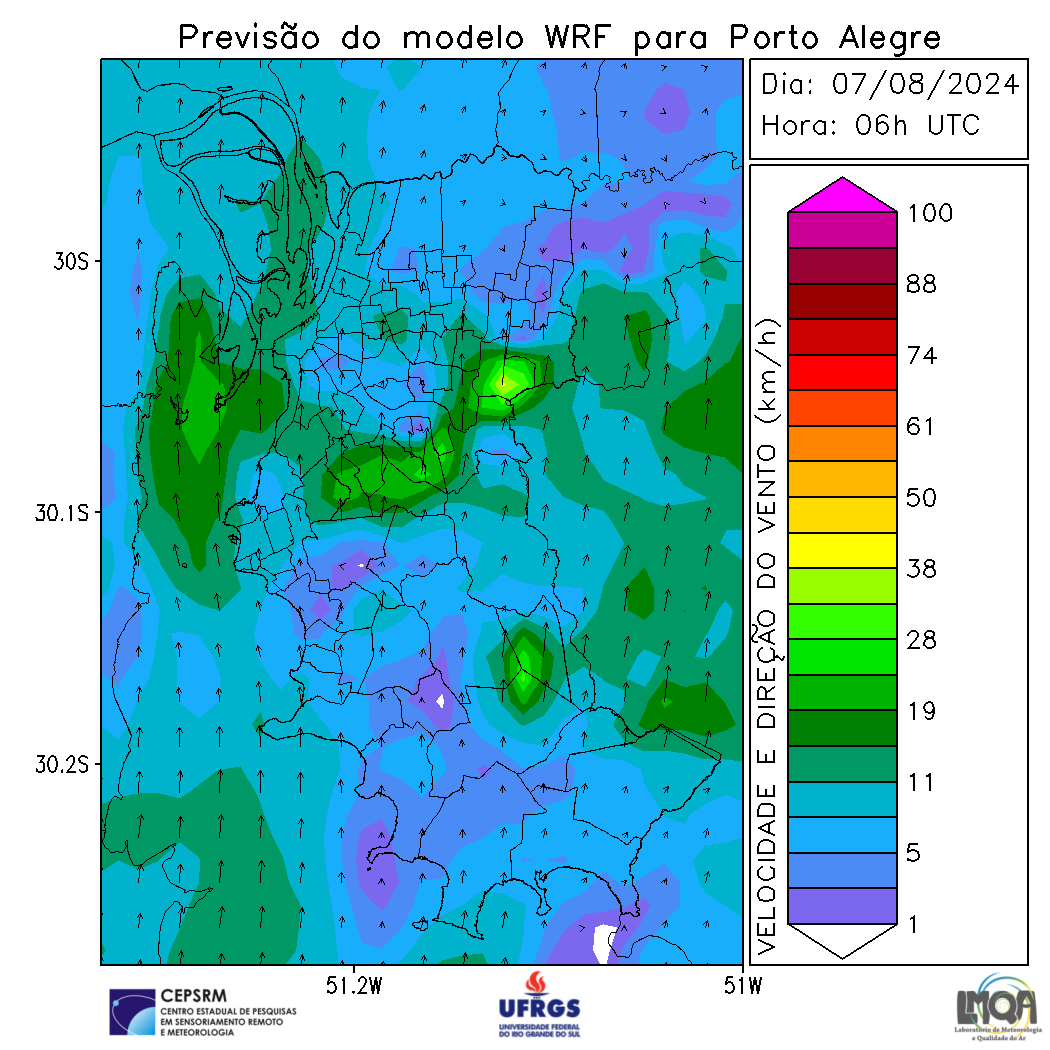 Previsão do modelo WRF para Porto Alegre
Dia: 07/08/2024
Hora: 06h UTC
30S
30.1S
30.2S
51.2W
51W
VELOCIDADE E DIREÇÃO DO VENTO (km/h)
100
88
74
61
50
38
28
19
11
5
1
CEPSRM
CENTRO ESTADUAL DE PESQUISAS
EM SENSORIAMENTO REMOTO
E METEOROLOGIA
UFRGS
UNIVERSIDADE FEDERAL
DO RIO GRANDE DO SUL
LMQA
Laboratório de Meteorologia
e Qualidade do Ar